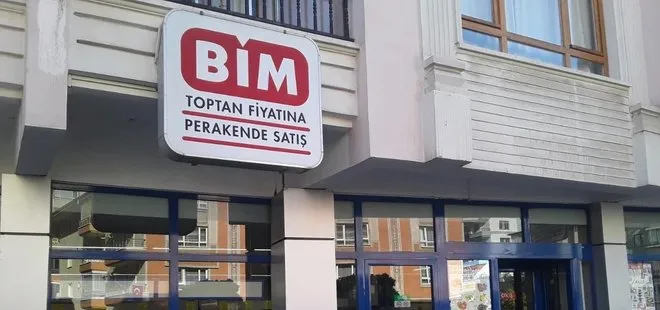 BİM
TOPTAN FİYATINA
PERAKENDE SATIŞ